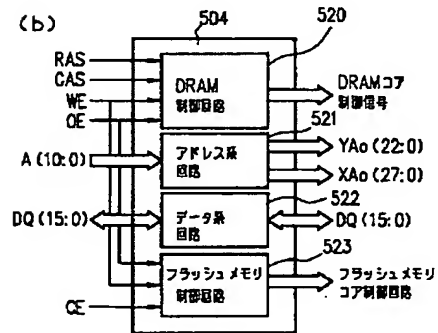 (b)
504
520
RAS
CAS
WE
OE
DRAM
制御回路
DRAMコア
制御信号
521
A(10:0)
アドレス系
回路
YAo(22:0)
XAo(27:0)
522
DQ(15:0)
データ系
回路
DQ(15:0)
523
フラッシュメモリ
制御回路
フラッシュメモリ
コア制御回路
CE